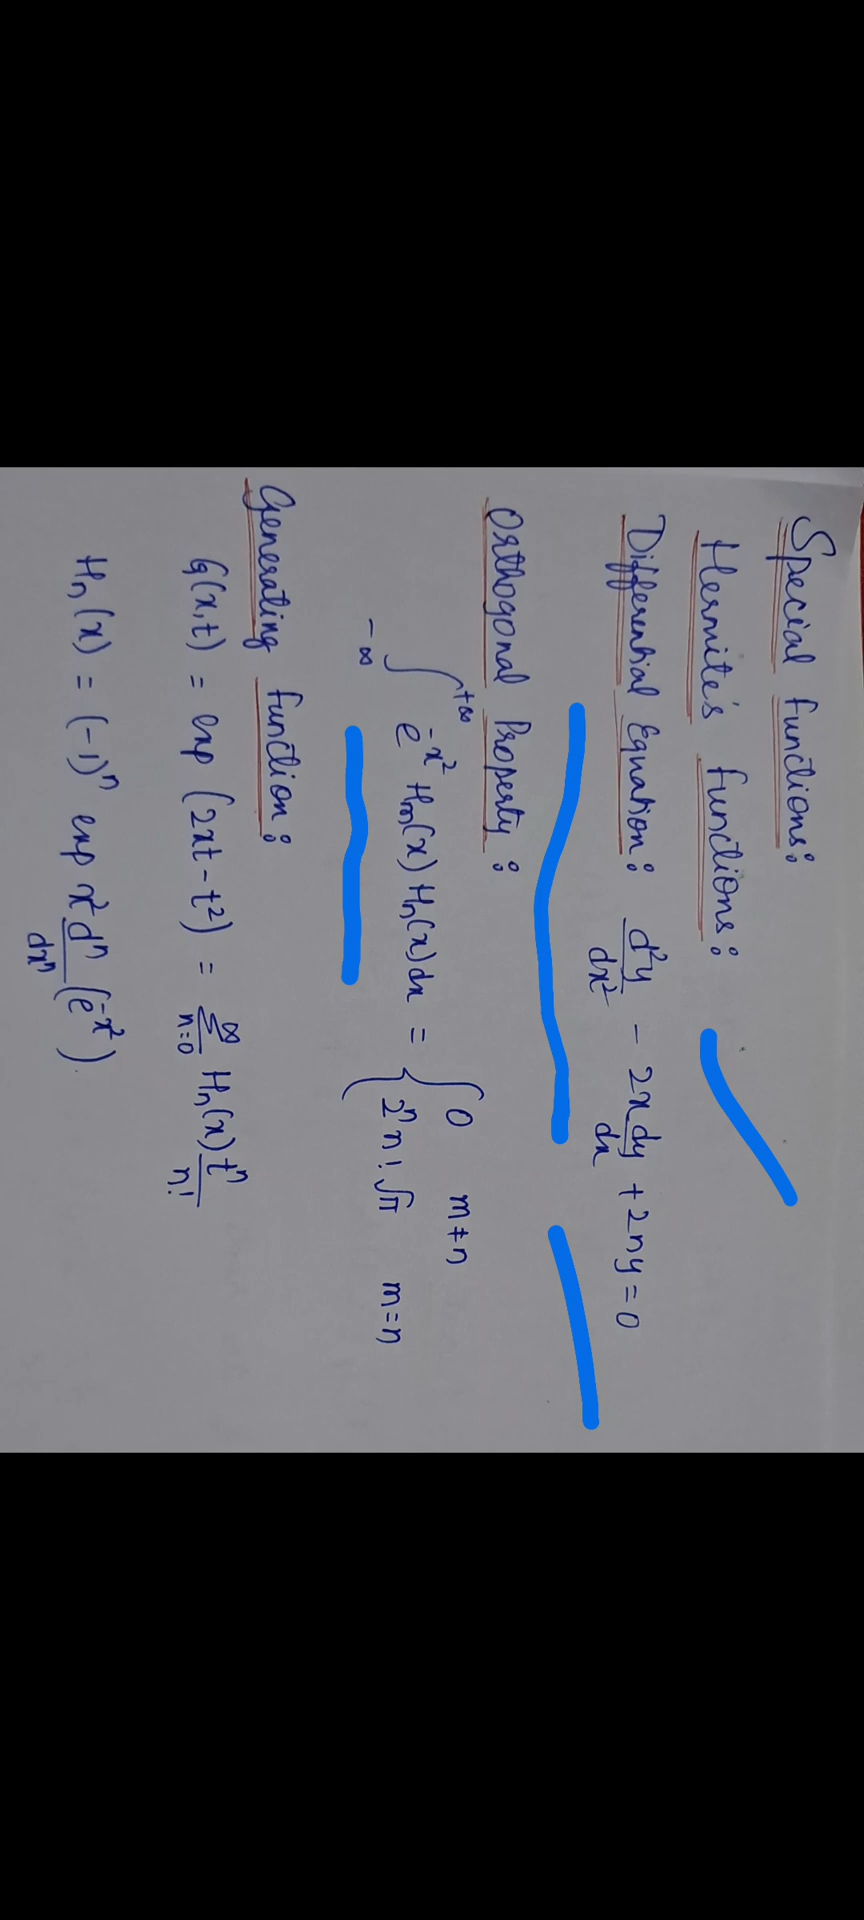 Special Functions:
Hermite's Functions:
Differential Equation: d²y/dx² - 2x dy/dx + 2ny = 0
Orthogonal Property:
∫_{-∞}^{+∞} e^{-x²} Hm(x) Hn(x) dx = { 0 m≠n
2ⁿ n! √π m=n
Generating Function:
G(x,t) = exp (2xt - t²) = Σ_{n=0}^{∞} Hn(x) tⁿ/n!
Hn(x) = (-1)ⁿ exp x² dⁿ/dxⁿ (e^{-x²}).